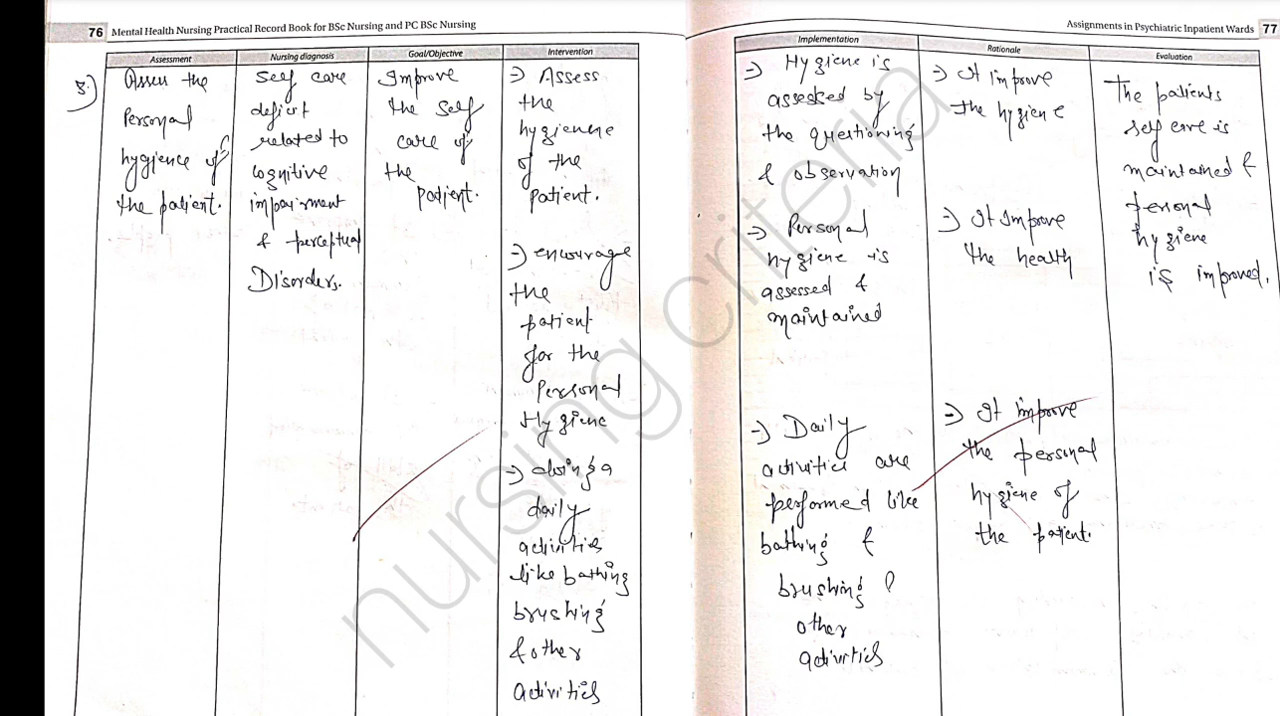 76 Mental Health Nursing Practical Record Book for BSc Nursing and PC BSc Nursing
Assessment
Nursing diagnosis
Goal/Objective
Intervention
8.)
Assess the
Personal
hygience of
the patient.
Self care
deficit
related to
cognitive
impairment
& perceptual
Disorders.
Improve
the self
care of
the
patient.
=) Assess
the
hygienene
of the
patient.
=) encourage
the
patient
for the
Personal
Hygiene
=) doing a
daily
activities
like bathing
brushing
& other
activities
Assignments in Psychiatric Inpatient Wards 77
Implementation
Rationale
Evaluation
=) Hygiene is
assessed by
the questioning
& observation
=) Personal
hygiene is
assessed &
maintained
=) Daily
activities are
performed like
bathing &
brushing &
other
activities
=) It improve
the hygiene
=) It Improve
the health
=) It improve
the personal
hygiene of
the patient.
The patients
self care is
maintained &
personal
hygiene
is improved.
nursing criteria